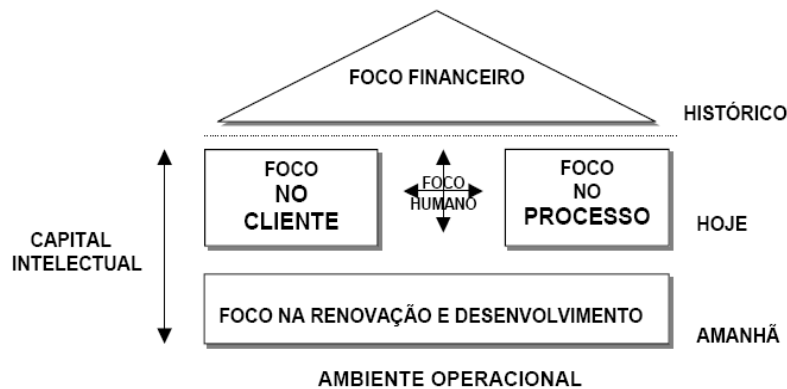 FOCO FINANCEIRO
HISTÓRICO
FOCO
NO
CLIENTE
FOCO
HUMANO
FOCO
NO
PROCESSO
HOJE
CAPITAL
INTELECTUAL
FOCO NA RENOVAÇÃO E DESENVOLVIMENTO
AMANHÃ
AMBIENTE OPERACIONAL